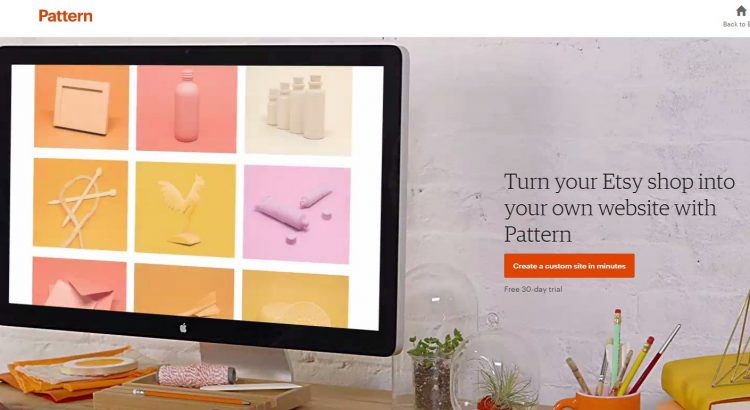 Pattern
Back to E
Turn your Etsy shop into
your own website with
Pattern
Create a custom site in minutes
Free 30-day trial